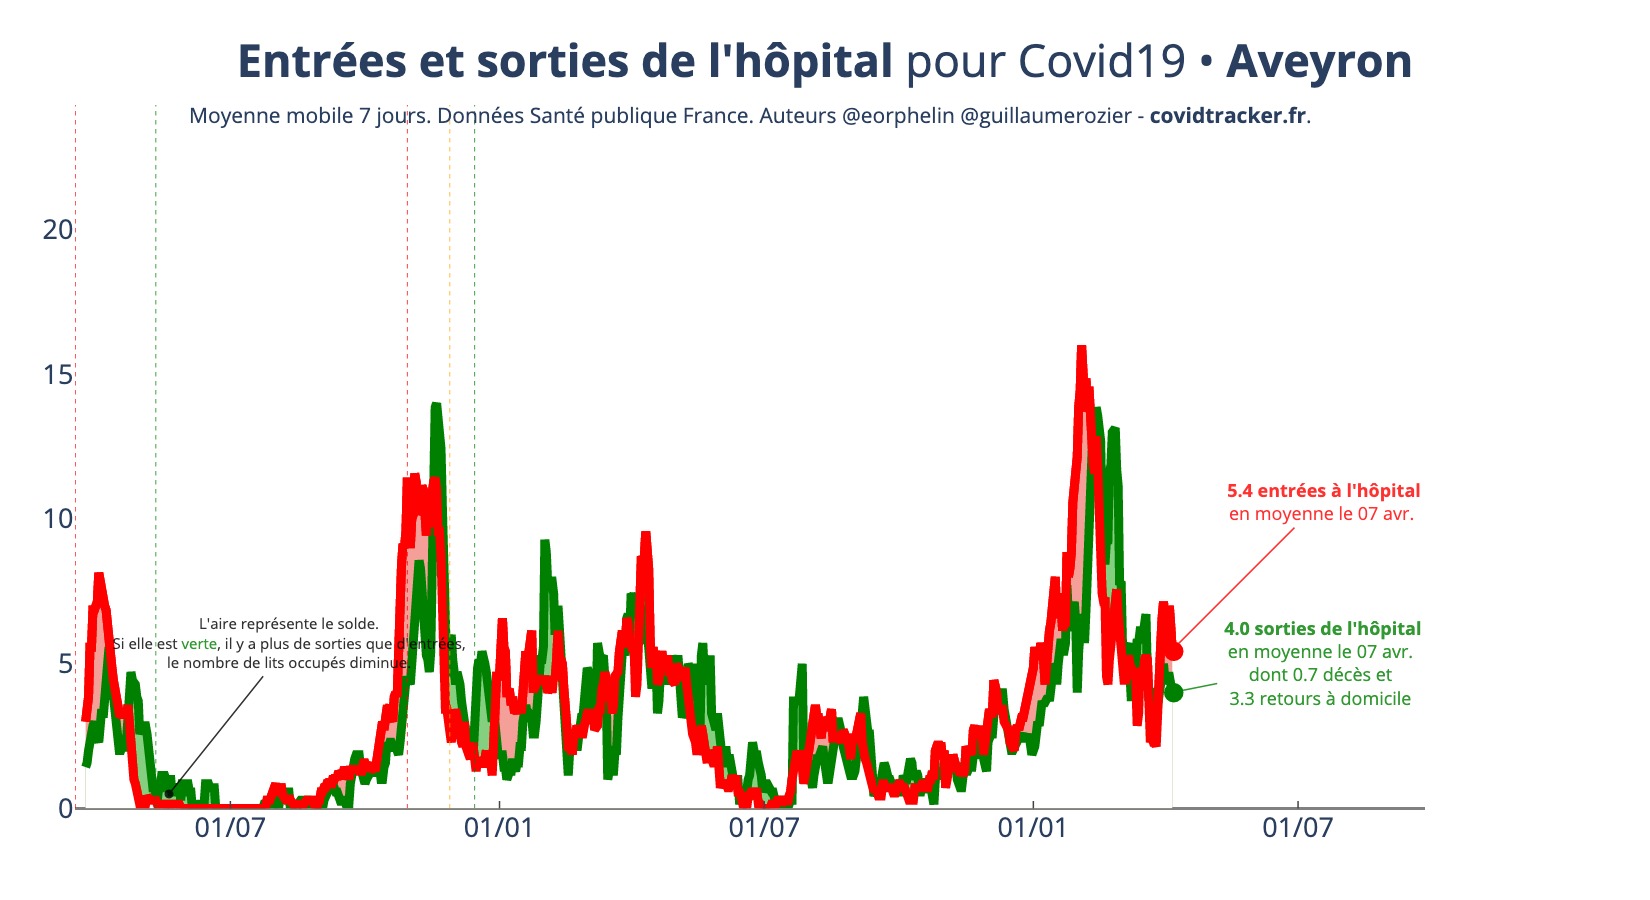 Entrées et sorties de l'hôpital pour Covid19 • Aveyron
Moyenne mobile 7 jours. Données Santé publique France. Auteurs @eorphelin @guillaumerozier - covidtracker.fr.
20
15
10
5
0
L'aire représente le solde.
Si elle est verte, il y a plus de sorties que d'entrées,
le nombre de lits occupés diminue.
5.4 entrées à l'hôpital
en moyenne le 07 avr.
4.0 sorties de l'hôpital
en moyenne le 07 avr.
dont 0.7 décès et
3.3 retours à domicile
01/07
01/01
01/07
01/01
01/07